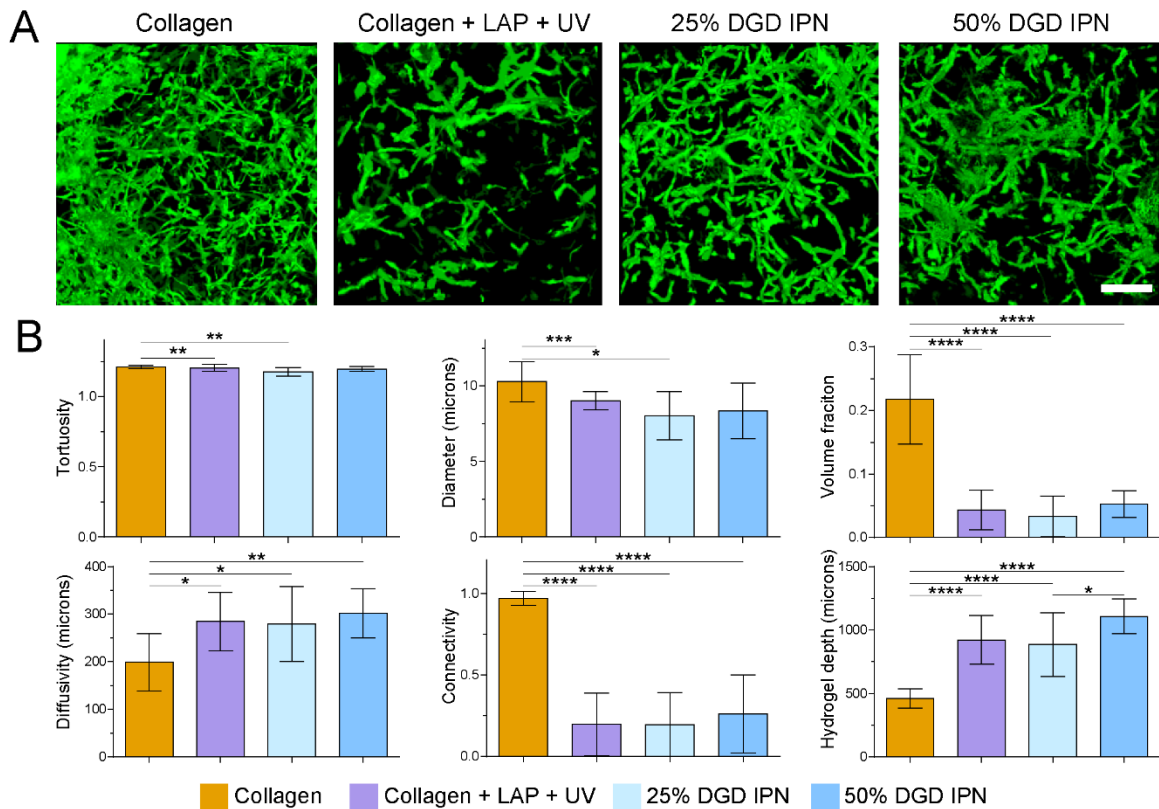 A
Collagen
Collagen + LAP + UV
25% DGD IPN
50% DGD IPN
B
Tortuosity
1.2
0.5
0.0
**
**
Diameter (microns)
10
5
0
***
*
Volume fraciton
0.3
0.2
0.1
0.0
****
****
****
Diffusivity (microns)
400
300
200
100
0
**
*
*
Connectivity
1.0
0.5
0.0
****
****
****
Hydrogel depth (microns)
1500
1000
500
0
****
****
****
*
Collagen
Collagen + LAP + UV
25% DGD IPN
50% DGD IPN